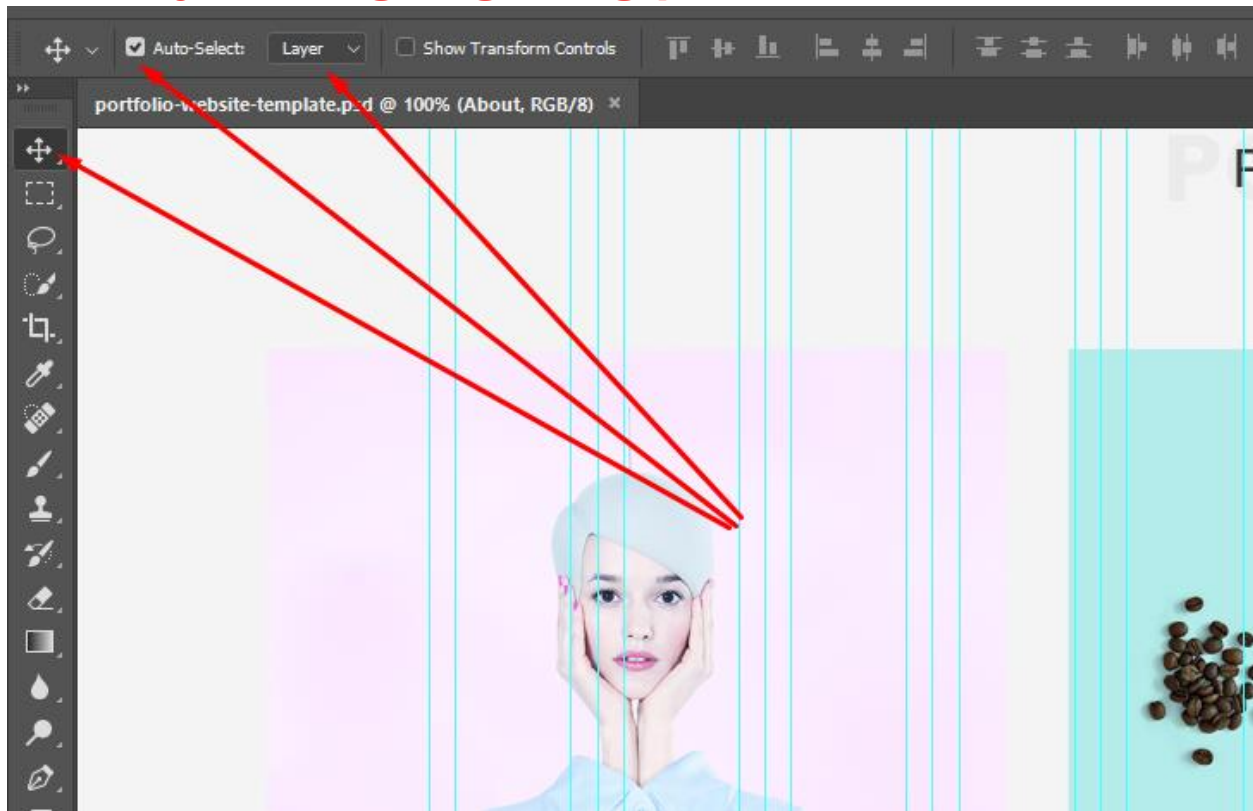 Auto-Select: Layer Show Transform Controls
portfolio-website-template.psd @ 100% (About, RGB/8) ×